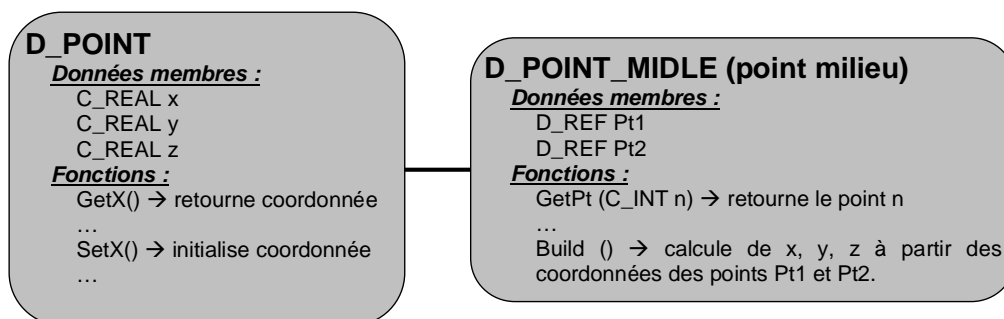 D_POINT
Données membres :
C_REAL x
C_REAL y
C_REAL z
Fonctions :
GetX() → retourne coordonnée
…
SetX() → initialise coordonnée
…
D_POINT_MIDLE (point milieu)
Données membres :
D_REF Pt1
D_REF Pt2
Fonctions :
GetPt (C_INT n) → retourne le point n
…
Build () → calcule de x, y, z à partir des
coordonnées des points Pt1 et Pt2.